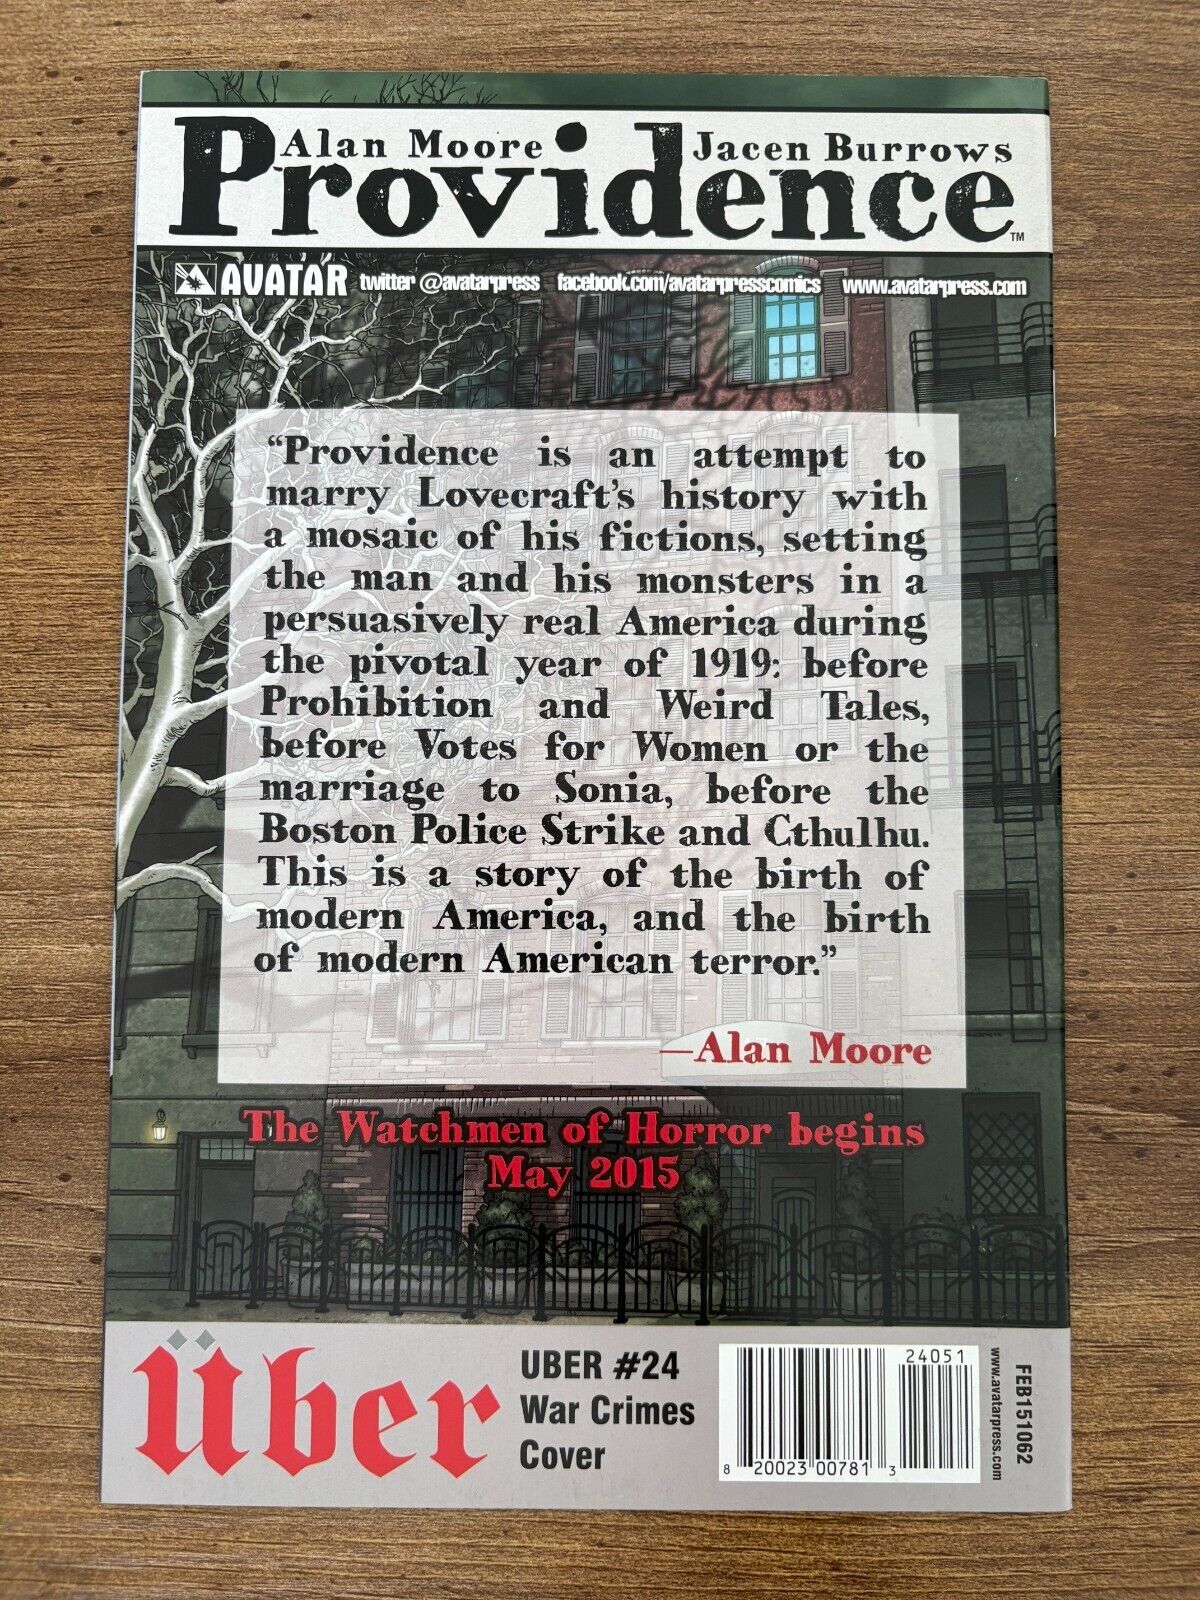 Alan Moore Jacen Burrows
Providence™
AVATAR twitter @avatarpress facebook.com/avatarpresscomics www.avatarpress.com
“Providence is an attempt to
marry Lovecraft’s history with
a mosaic of his fictions, setting
the man and his monsters in a
persuasively real America during
the pivotal year of 1919: before
Prohibition and Weird Tales,
before Votes for Women or the
marriage to Sonia, before the
Boston Police Strike and Cthulhu.
This is a story of the birth of
modern America, and the birth
of modern American terror.”
—Alan Moore
The Watchmen of Horror begins
May 2015
Über
UBER #24
War Crimes
Cover
24051
8 20023 00781 3
www.avatarpress.com
FEB151062